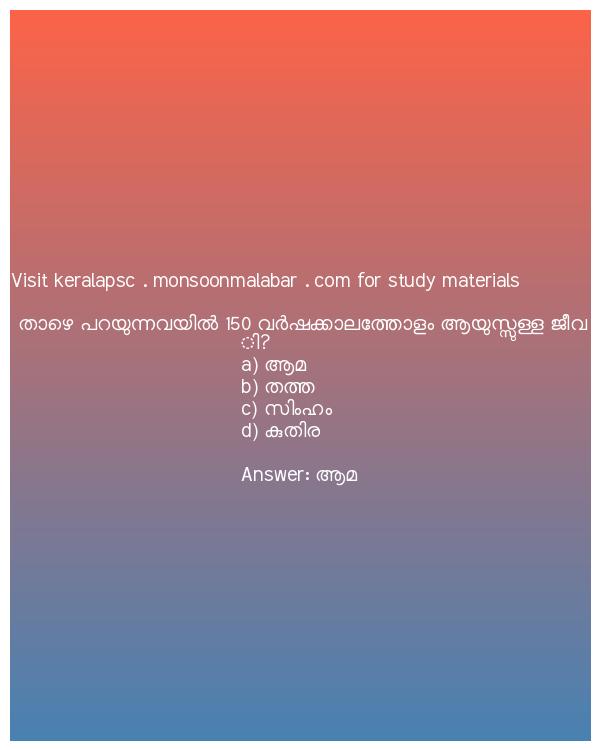 Visit keralapsc . monsoonmalabar . com for study materials
താഴെ പറയുന്നവയിൽ 150 വർഷക്കാലത്തോളം ആയുസ്സുള്ള ജീവ
ി?
a) ആമ
b) തത്ത
c) സിംഹം
d) കുതിര
Answer: ആമ